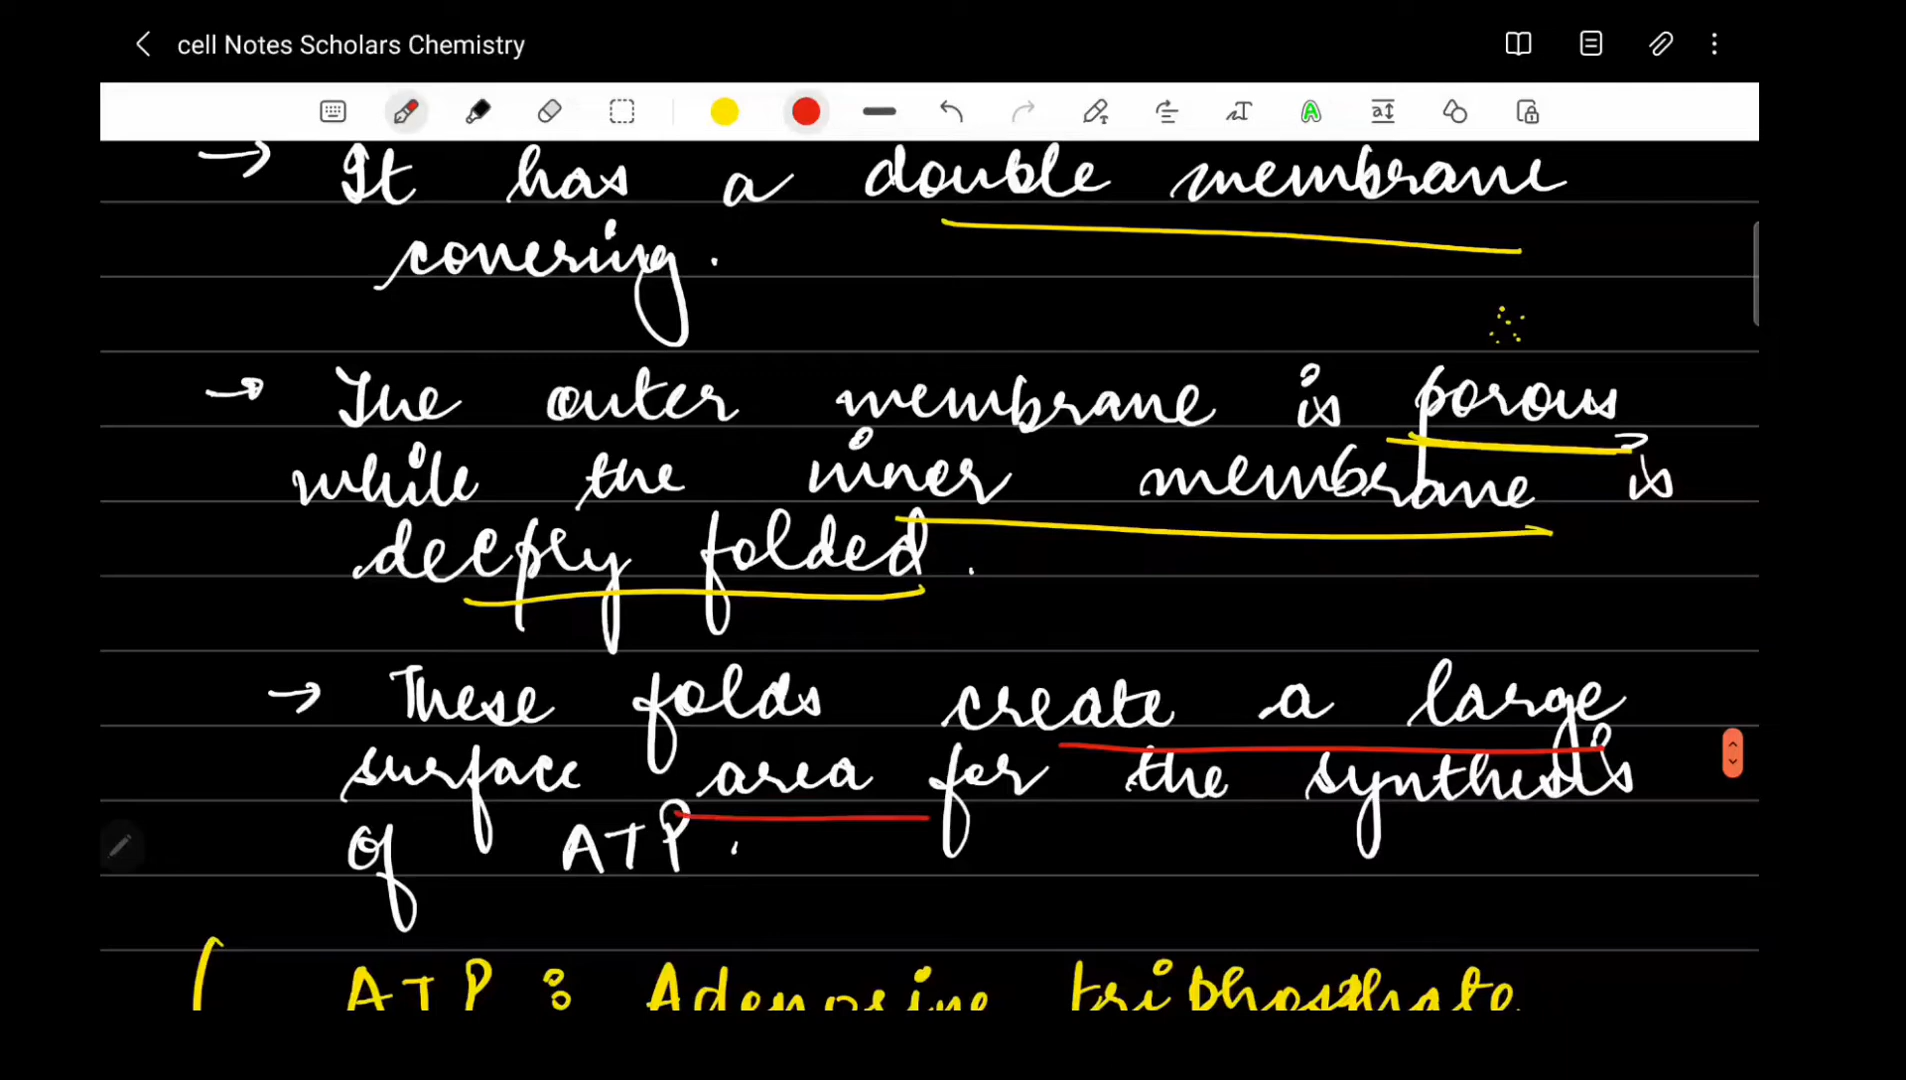 cell Notes Scholars Chemistry
→ It has a double membrane
covering.
→ The outer membrane is porous
while the inner membrane is
deeply folded.
→ These folds create a large
surface area for the synthesis
of ATP.
ATP : Adenosine triphosphate